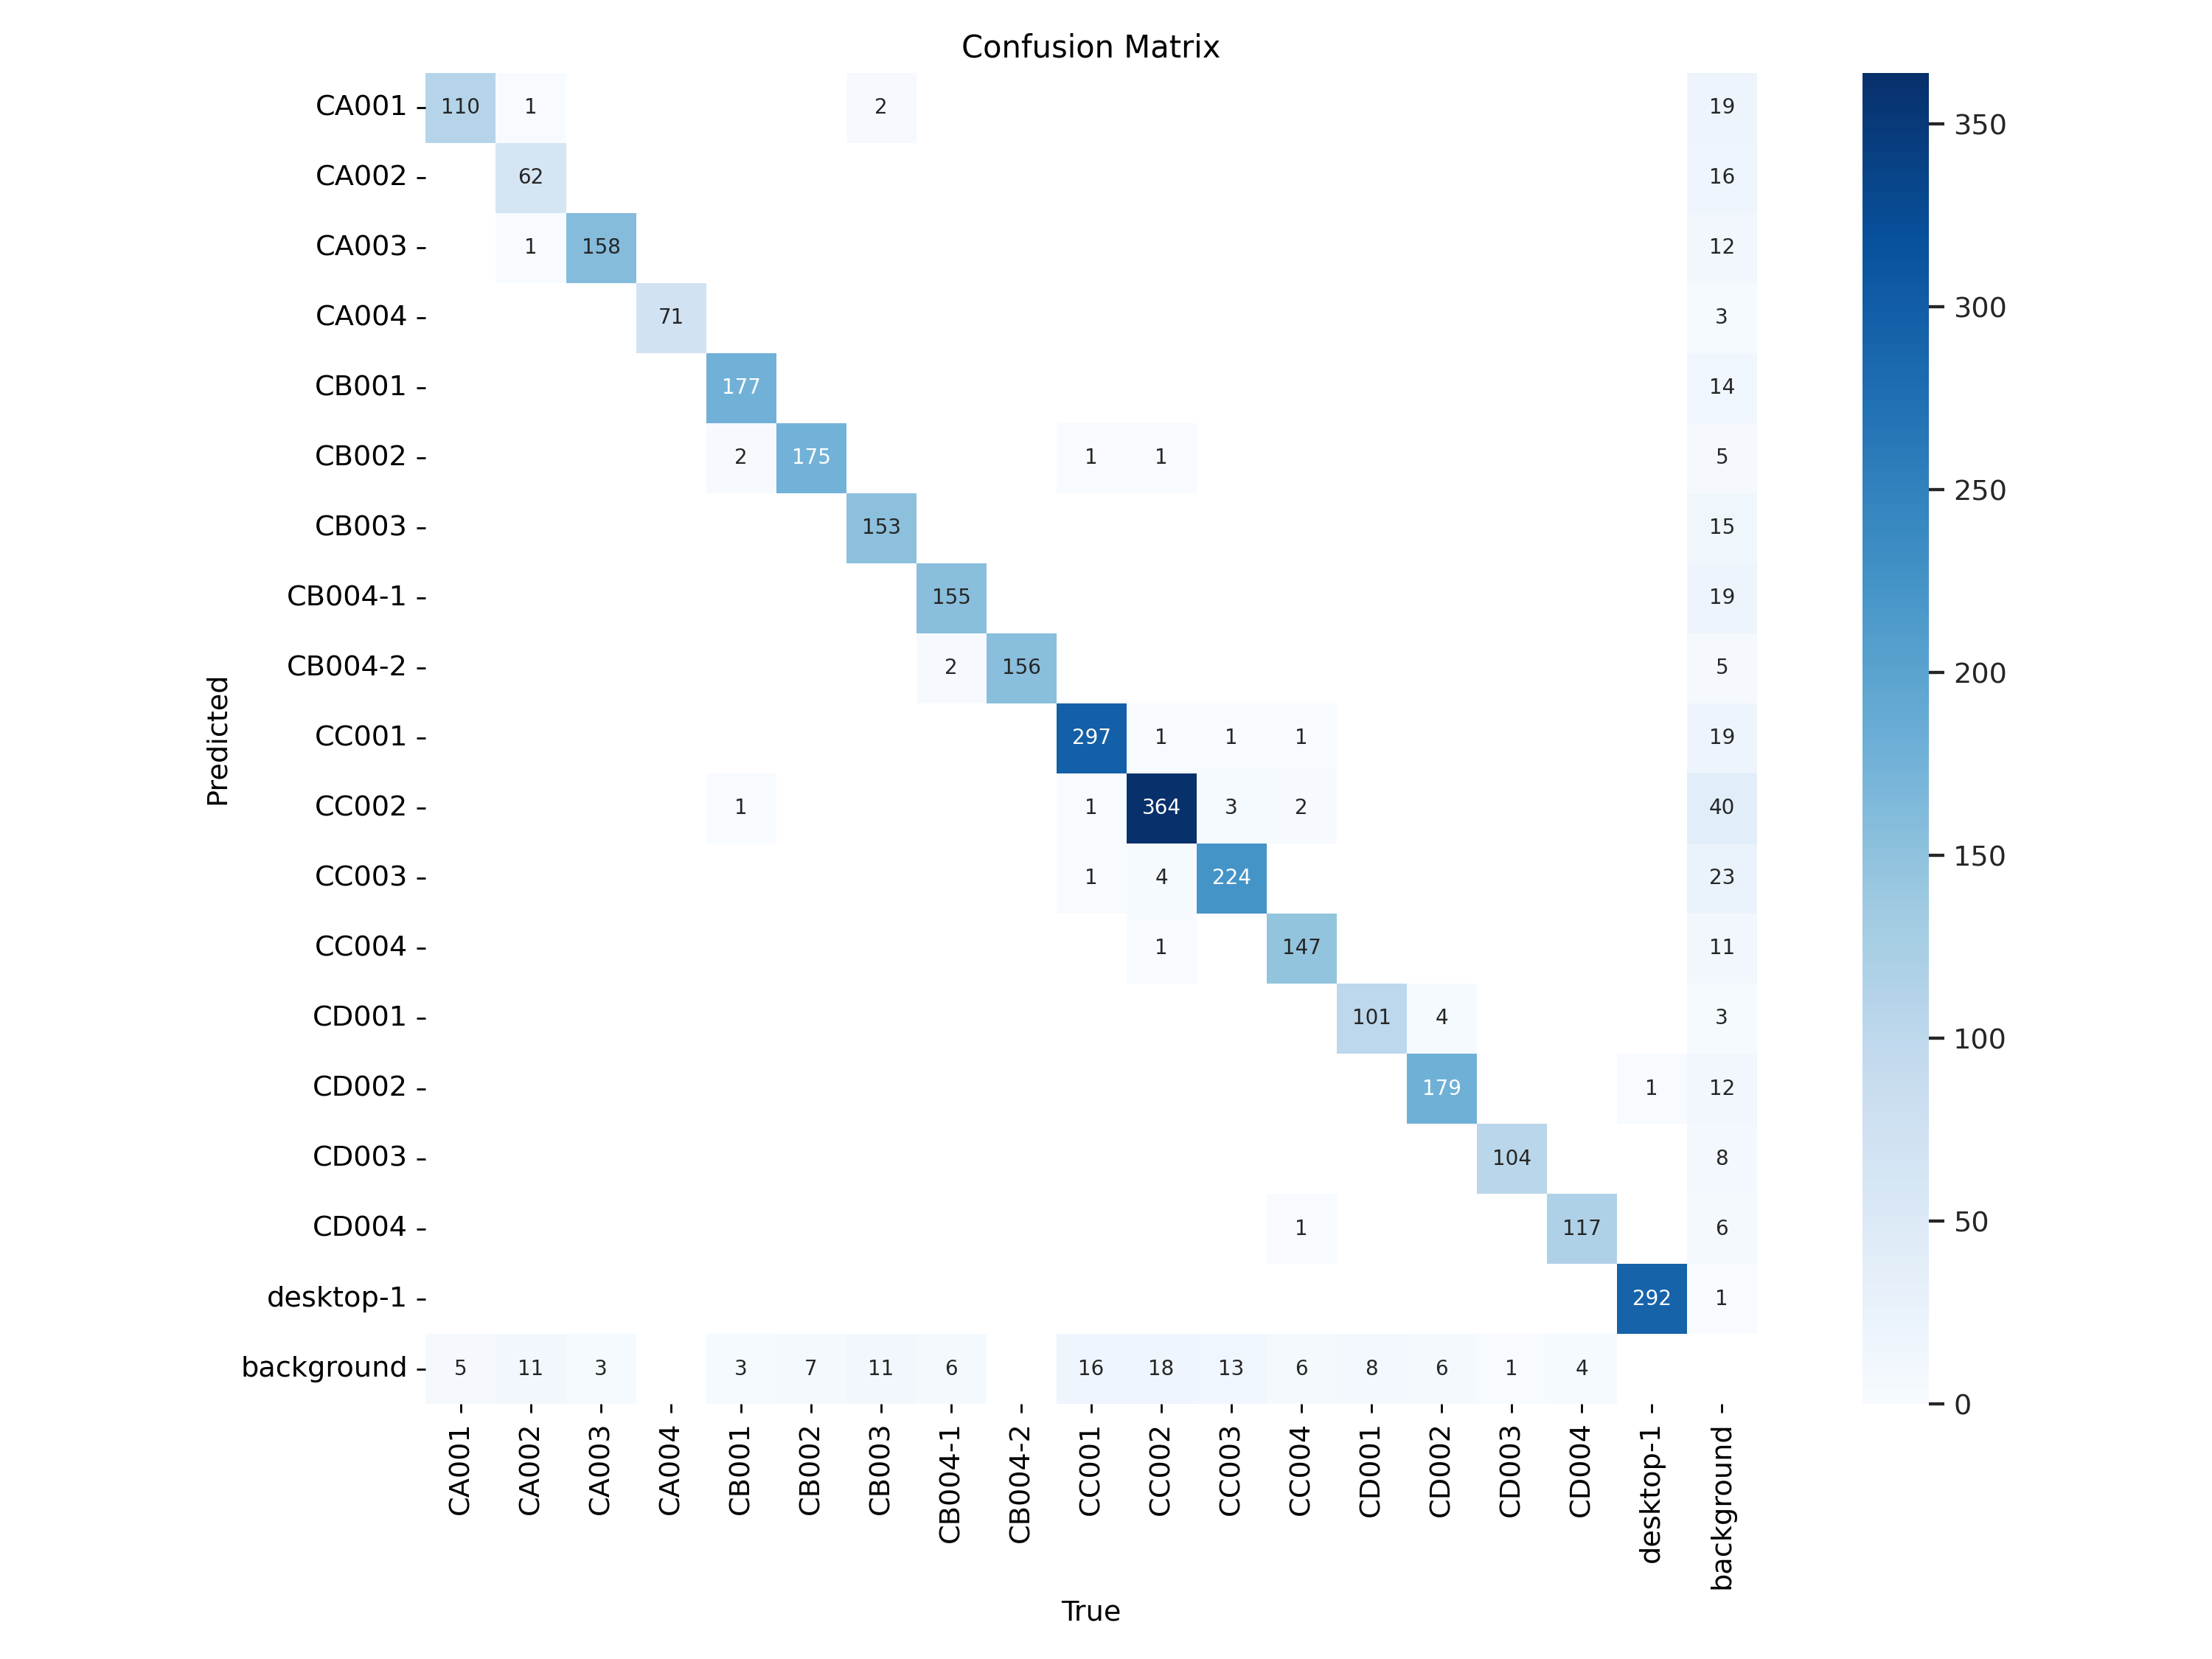 Confusion Matrix
CA001 110 1 2 19
CA002 62 16
CA003 1 158 12
CA004 71 3
CB001 177 14
CB002 2 175 1 1 5
CB003 153 15
CB004-1 155 19
CB004-2 2 156 5
CC001 297 1 1 1 19
CC002 1 1 364 3 2 40
CC003 1 4 224 23
CC004 1 147 11
CD001 101 4 3
CD002 179 1 12
CD003 104 8
CD004 1 117 6
desktop-1 292 1
background 5 11 3 3 7 11 6 16 18 13 6 8 6 1 4
CA001 CA002 CA003 CA004 CB001 CB002 CB003 CB004-1 CB004-2 CC001 CC002 CC003 CC004 CD001 CD002 CD003 CD004 desktop-1 background
True
Predicted
350
300
250
200
150
100
50
0